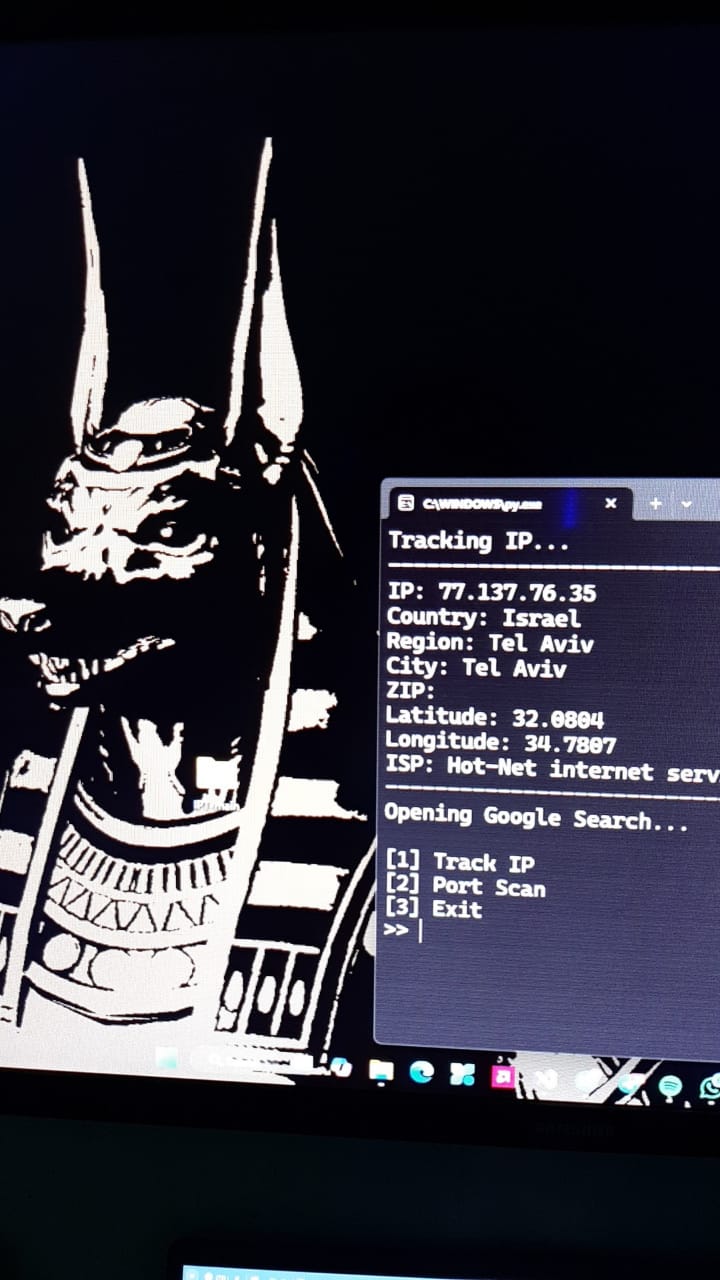 C:\WINDOWS\py.exe
Tracking IP...
IP: 77.137.76.35
Country: Israel
Region: Tel Aviv
City: Tel Aviv
ZIP:
Latitude: 32.0804
Longitude: 34.7807
ISP: Hot-Net internet serv
Opening Google Search...
[1] Track IP
[2] Port Scan
[3] Exit
>>